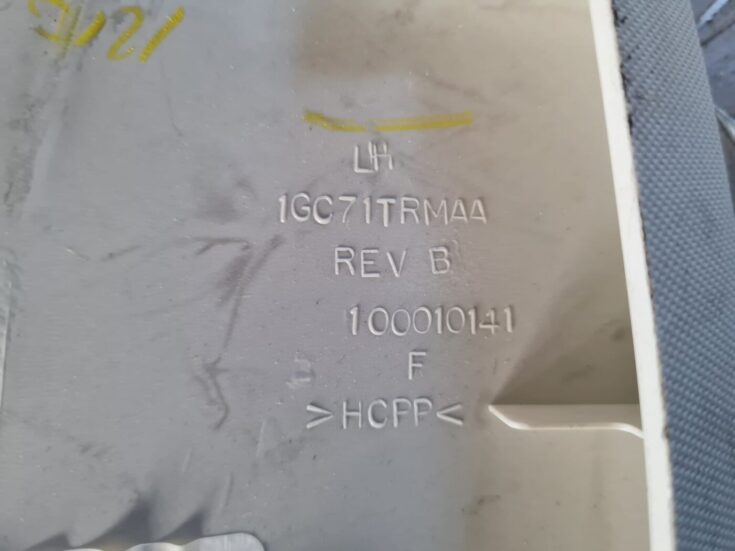 LH
1GC71TRMAA
REV B
100010141
F
>HCPP<